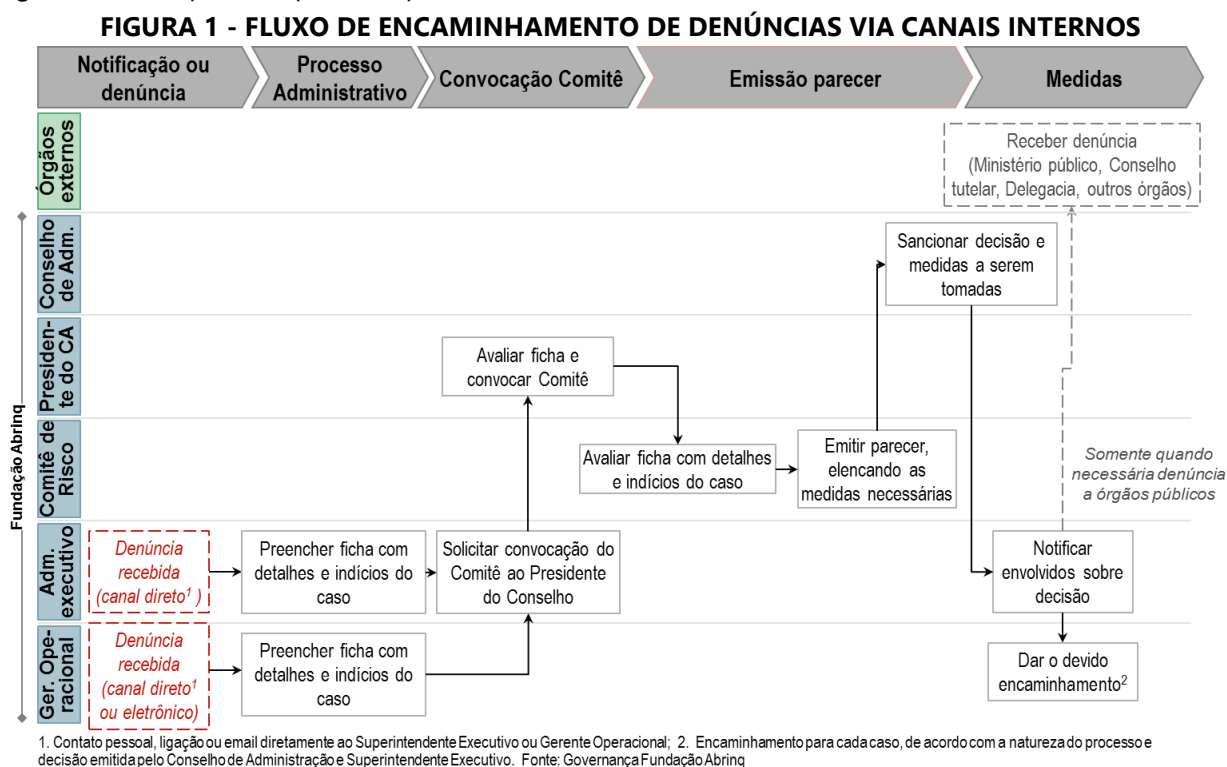 FIGURA 1 - FLUXO DE ENCAMINHAMENTO DE DENÚNCIAS VIA CANAIS INTERNOS
Notificação ou
denúncia
Processo
Administrativo
Convocação Comitê
Emissão parecer
Medidas
Órgãos
externos
Receber denúncia
(Ministério público, Conselho
tutelar, Delegacia, outros órgãos)
Fundação Abrinq
Conselho
de Adm.
Sancionar decisão e
medidas a serem
tomadas
Presiden-
te do CA
Avaliar ficha e
convocar Comitê
Comitê de
Risco
Avaliar ficha com detalhes
e indícios do caso
Emitir parecer,
elencando as
medidas necessárias
Somente quando
necessária denúncia
a órgãos públicos
Adm.
executivo
Denúncia
recebida
(canal direto¹ )
Preencher ficha com
detalhes e indícios do
caso
Solicitar convocação do
Comitê ao Presidente
do Conselho
Notificar
envolvidos sobre
decisão
Ger. Ope-
racional
Denúncia
recebida
(canal direto¹
ou eletrônico)
Preencher ficha com
detalhes e indícios do
caso
Dar o devido
encaminhamento²
1. Contato pessoal, ligação ou email diretamente ao Superintendente Executivo ou Gerente Operacional; 2. Encaminhamento para cada caso, de acordo com a natureza do processo e
decisão emitida pelo Conselho de Administração e Superintendente Executivo. Fonte: Governança Fundação Abrinq